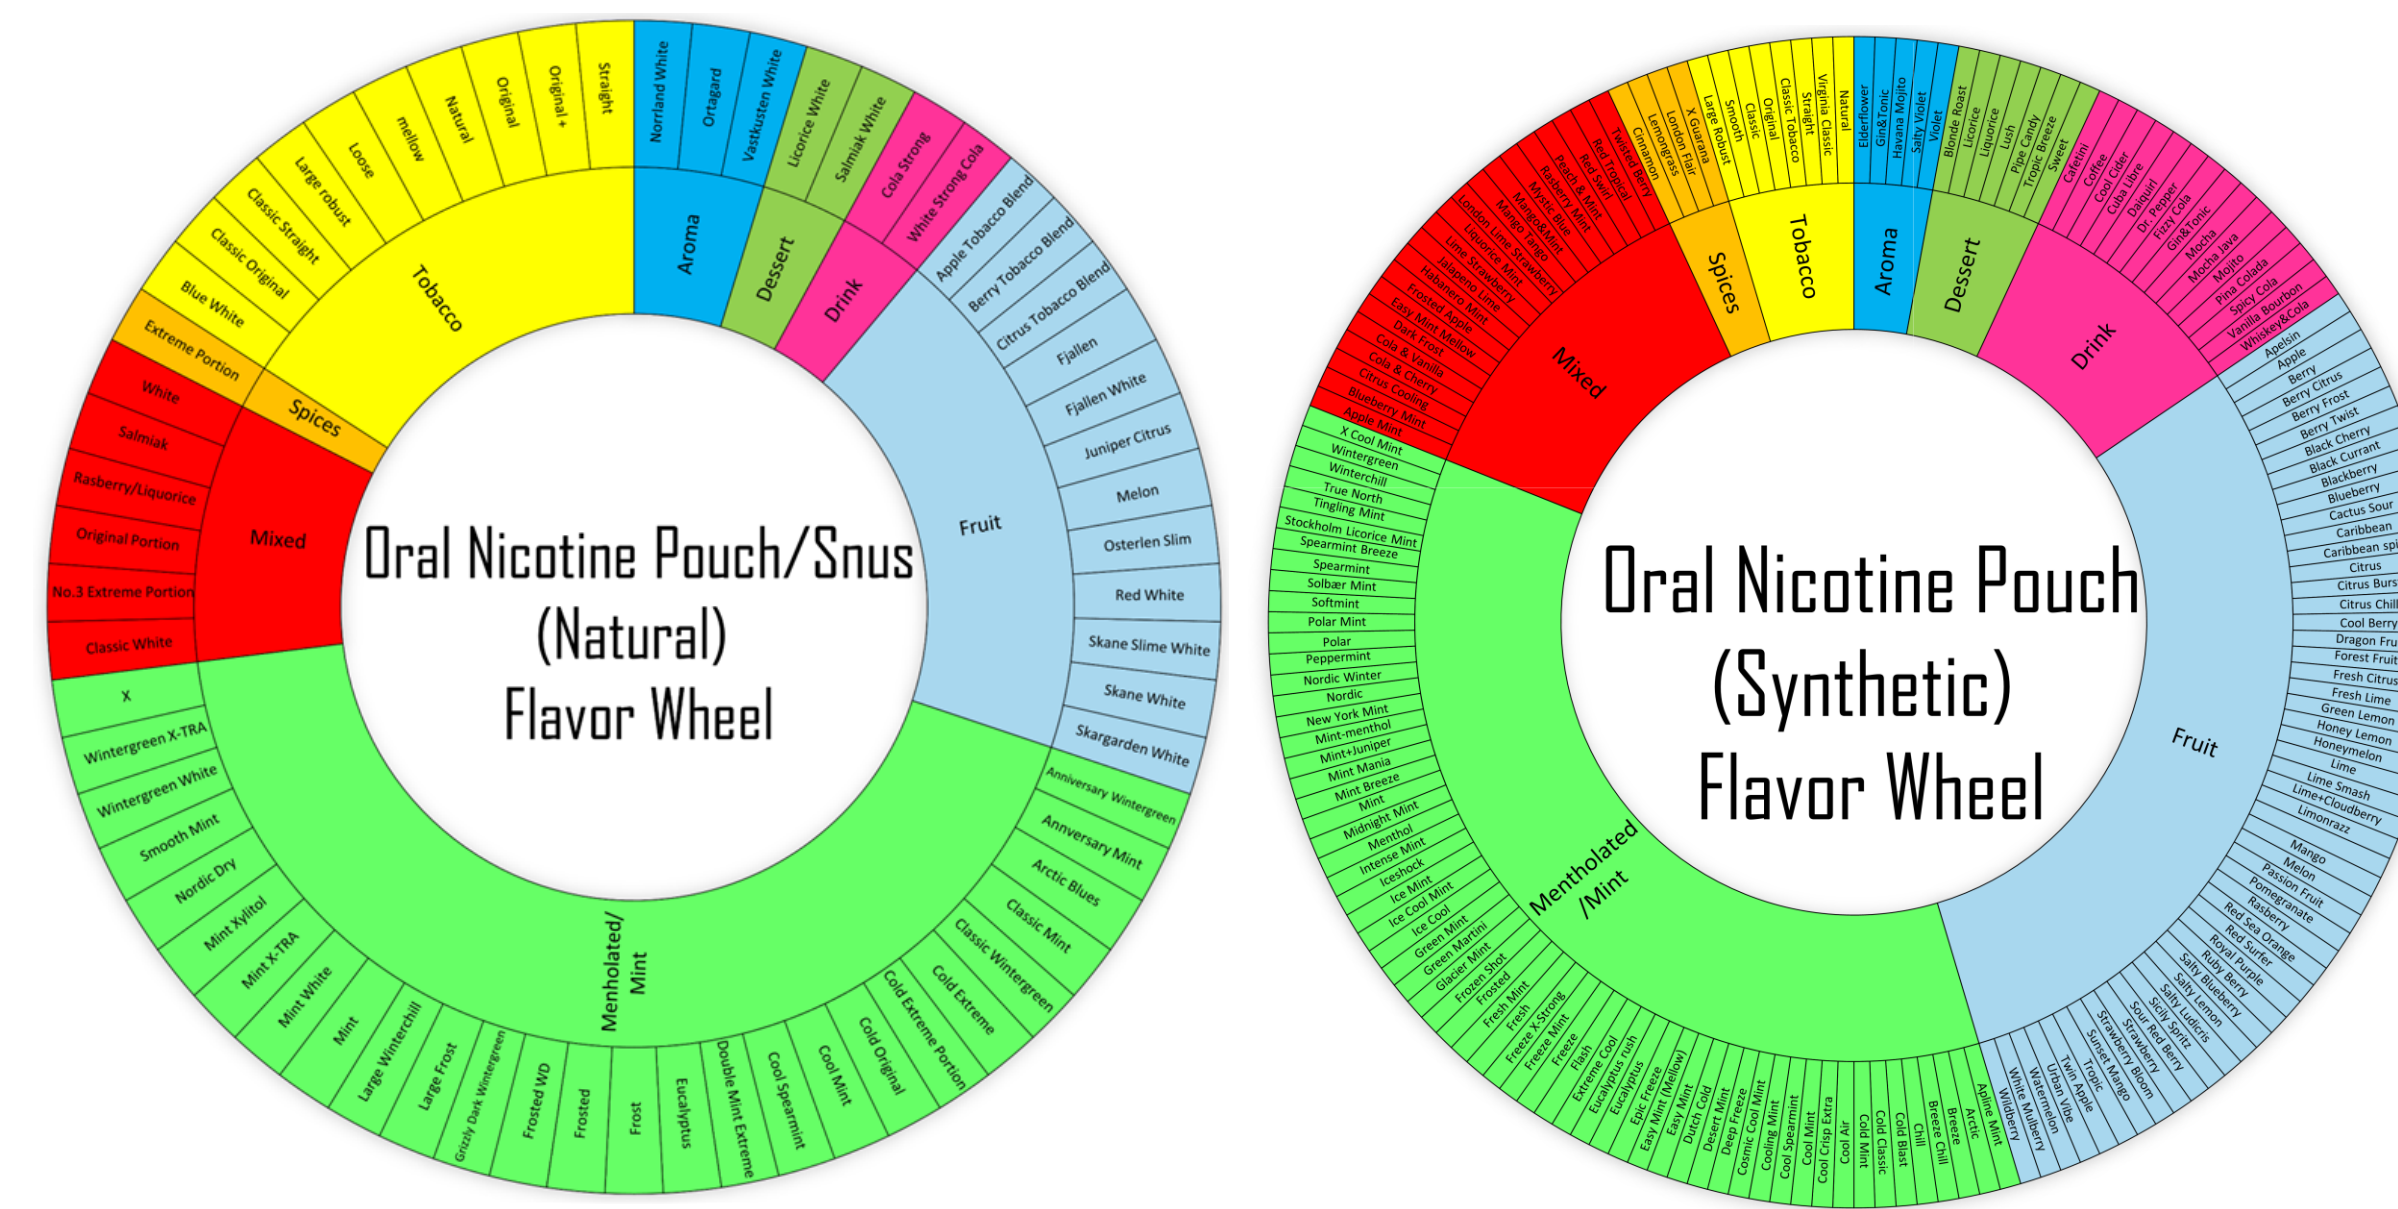 Oral Nicotine Pouch/Snus
(Natural)
Flavor Wheel
Aroma
Norrland White
Ortagard
Vastkusten White
Dessert
Licorice White
Salmiak White
Drink
Cola Strong
White Strong Cola
Fruit
Apple Tobacco Blend
Berry Tobacco Blend
Citrus Tobacco Blend
Fjallen
Fjallen White
Juniper Citrus
Melon
Osterlen Slim
Red White
Skane Slime White
Skane White
Skargarden White
Menholated/
Mint
Anniversary Wintergreen
Annversary Mint
Arctic Blues
Classic Mint
Classic Wintergreen
Cold Extreme
Cold Extreme Portion
Cold Original
Cool Mint
Cool Spearmint
Double Mint Extreme
Eucalyptus
Frost
Frosted
Frosted WD
Grizzly Dark Wintergreen
Large Frost
Large Winterchill
Mint
Mint White
Mint X-TRA
Mint Xylitol
Nordic Dry
Smooth Mint
Wintergreen White
Wintergreen X-TRA
X
Mixed
Classic White
No.3 Extreme Portion
Original Portion
Rasberry/Liquorice
Salmiak
White
Spices
Extreme Portion
Tobacco
Blue White
Classic Original
Classic Straight
Large robust
Loose
mellow
Natural
Original
Original +
Straight
Oral Nicotine Pouch
(Synthetic)
Flavor Wheel
Aroma
Elderflower
Gin&Tonic
Havana Mojito
Salty Violet
Violet
Dessert
Blonde Roast
Licorice
Liquorice
Lush
Pipe Candy
Tropic Breeze
Sweet
Drink
Cafetini
Coffee
Cool Cider
Cuba Libre
Daiquirl
Dr. Pepper
Fizzy Cola
Gin&Tonic
Mocha
Mocha Java
Mojito
Pina Colada
Spicy Cola
Vanilla Bourbon
Whiskey&Cola
Fruit
Apelsin
Apple
Berry
Berry Citrus
Berry Frost
Berry Twist
Black Cherry
Black Currant
Blackberry
Blueberry
Cactus Sour
Caribbean
Caribbean spi
Citrus
Citrus Burs
Citrus Chill
Cool Berry
Dragon Fru
Forest Fruit
Fresh Citrus
Fresh Lime
Green Lemon
Honey Lemon
Honeymelon
Lime
Lime Smash
Lime+Cloudberry
Limonrazz
Mango
Melon
Passion Fruit
Pomegranate
Rasberry
Red Sea Orange
Red Surfer
Royal Purple
Ruby Berry
Salty Blueberry
Salty Lemon
Salty Ludicris
Sicily Spritz
Sour Red Berry
Strawberry
Strawberry Bloom
Sunset Mango
Tropic
Twin Apple
Urban Vibe
Watermelon
White Mulberry
Wildberry
Mentholated
/Mint
Apline Mint
Arctic
Breeze
Breeze Chill
Chill
Cold Blast
Cold Classic
Cold Mint
Cool Air
Cool Crisp Extra
Cool Mint
Cool Spearmint
Cooling Mint
Cosmic Cool Mint
Deep Freeze
Desert Mint
Dutch Cold
Easy Mint
Easy Mint (Mellow)
Epic Freeze
Eucalyptus
Eucalyptus rush
Extreme Cool
Flash
Freeze
Freeze Mint
Freeze X-Strong
Fresh
Fresh Mint
Frosted
Frozen Shot
Glacier Mint
Green Martini
Green Mint
Ice Cool
Ice Cool Mint
Ice Mint
Iceshock
Intense Mint
Menthol
Midnight Mint
Mint
Mint Breeze
Mint Mania
Mint+Juniper
Mint-menthol
New York Mint
Nordic
Nordic Winter
Peppermint
Polar
Polar Mint
Softmint
Solbær Mint
Spearmint
Spearmint Breeze
Stockholm Licorice Mint
Tingling Mint
True North
Winterchill
Wintergreen
X Cool Mint
Mixed
Apple Mint
Blueberry Mint
Citrus Cooling
Cola & Cherry
Cola & Vanilla
Dark Frost
Easy Mint Mellow
Frosted Apple
Habanero Mint
Jalapeno Lime
Lime Strawberry
Liquorice Mint
London Lime Strawberry
Mango Tango
Mango&Mint
Mystic Blue
Rasberry Mint
Peach & Mint
Red Swirl
Red Tropical
Twisted Berry
Spices
Cinnamon
Lemongrass
London Flair
X Guarana
Tobacco
Large Robust
Smooth
Classic
Original
Classic Tobacco
Straight
Virginia Classic
Natural